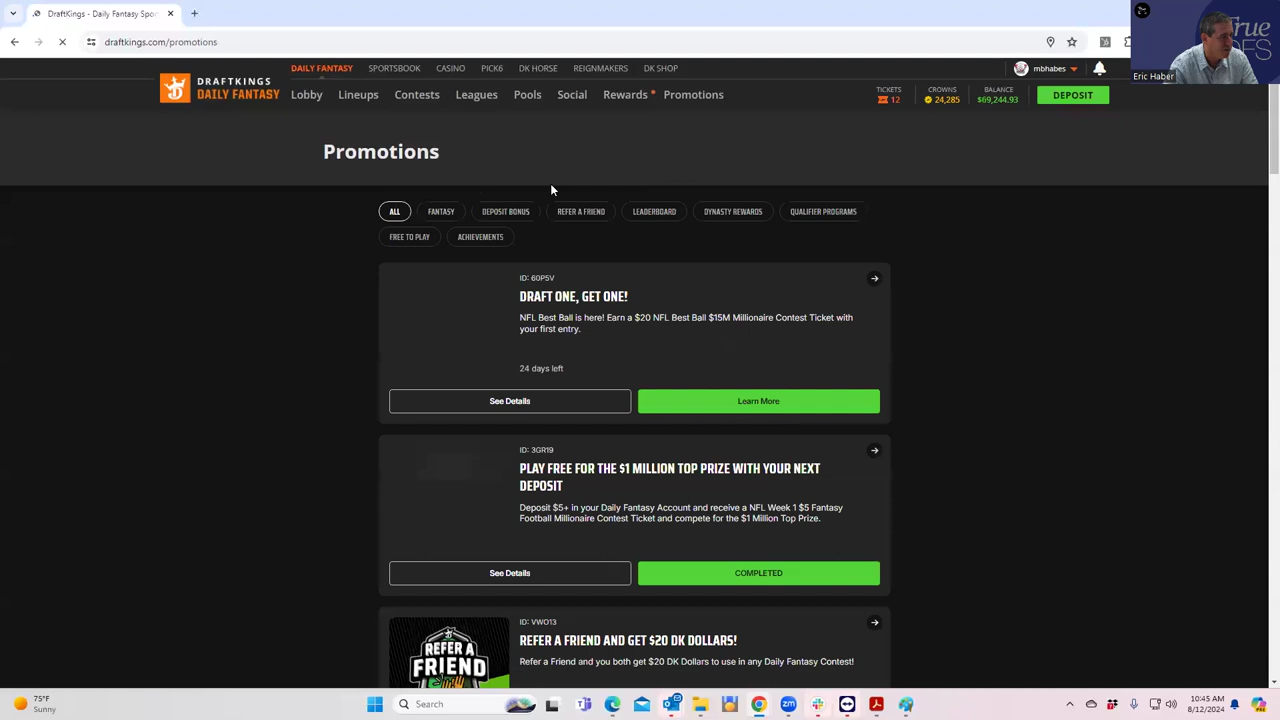 DraftKings - Daily Fantasy Spor
draftkings.com/promotions
True
Eric Haber
DAILY FANTASY SPORTSBOOK CASINO PICK6 DK HORSE REIGNMAKERS DK SHOP
mbhabes
DRAFTKINGS
DAILY FANTASY
Lobby Lineups Contests Leagues Pools Social Rewards Promotions
TICKETS CROWNS BALANCE
12 24,285 $69,244.93
DEPOSIT
Promotions
ALL FANTASY DEPOSIT BONUS REFER A FRIEND LEADERBOARD DYNASTY REWARDS QUALIFIER PROGRAMS
FREE TO PLAY ACHIEVEMENTS
ID: 60P5V
DRAFT ONE, GET ONE!
NFL Best Ball is here! Earn a $20 NFL Best Ball $15M Millionaire Contest Ticket with
your first entry.
24 days left
See Details Learn More
ID: 3GR19
PLAY FREE FOR THE $1 MILLION TOP PRIZE WITH YOUR NEXT
DEPOSIT
Deposit $5+ in your Daily Fantasy Account and receive a NFL Week 1 $5 Fantasy
Football Millionaire Contest Ticket and compete for the $1 Million Top Prize.
See Details COMPLETED
ID: VWO13
REFER A FRIEND AND GET $20 DK DOLLARS!
Refer a Friend and you both get $20 DK Dollars to use in any Daily Fantasy Contest!
REFER A
FRIEND
75°F
Sunny
Search
10:45 AM
8/12/2024